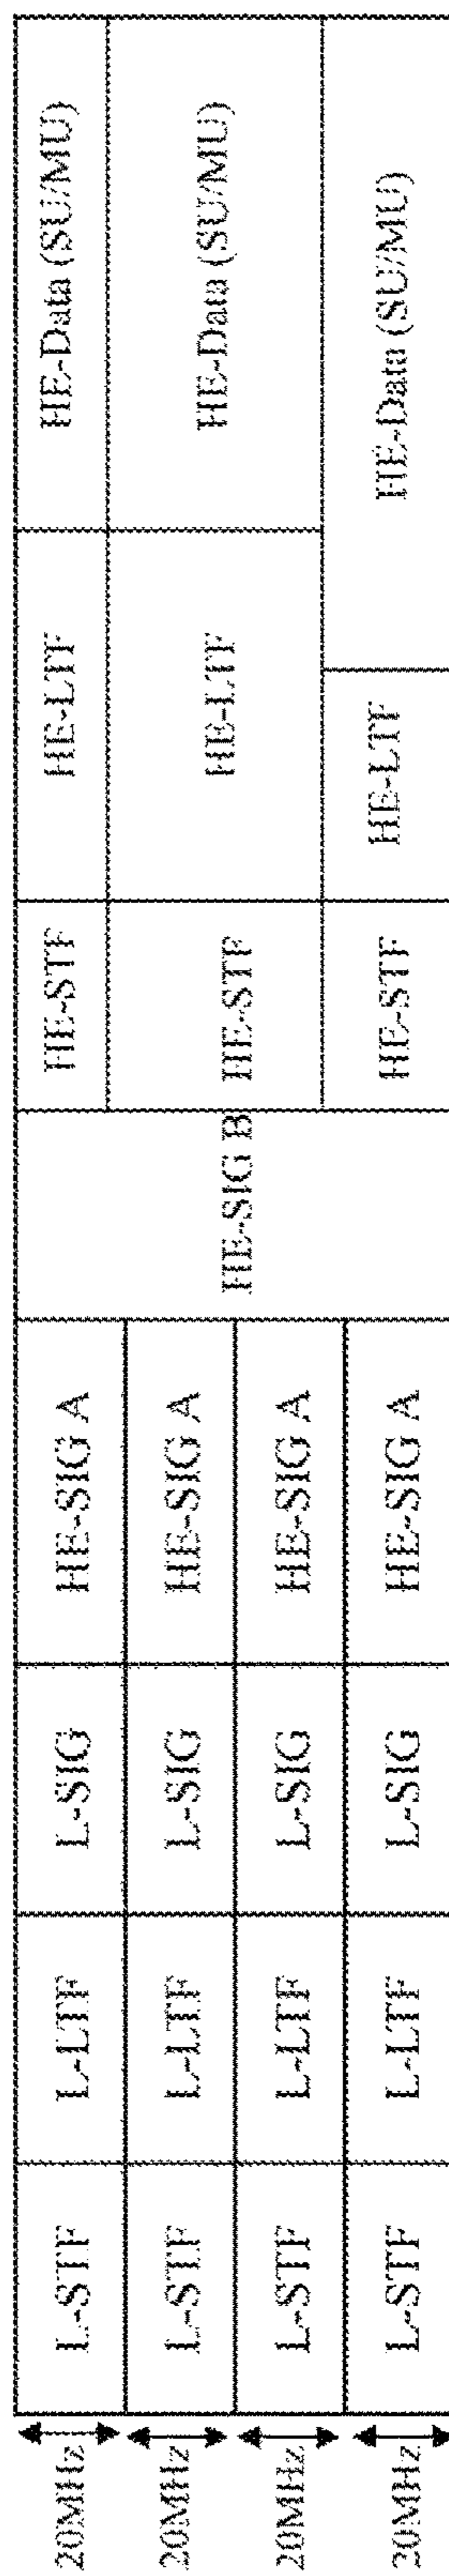 20MHz L-STF L-LTF L-SIG HE-SIG A HE-STF HE-LTF HE-Data (SU/MU)
20MHz L-STF L-LTF L-SIG HE-SIG A HE-SIG B HE-STF HE-LTF HE-Data (SU/MU)
20MHz L-STF L-LTF L-SIG HE-SIG A
30MHz L-STF L-LTF L-SIG HE-SIG A HE-STF HE-LTF HE-Data (SU/MU)